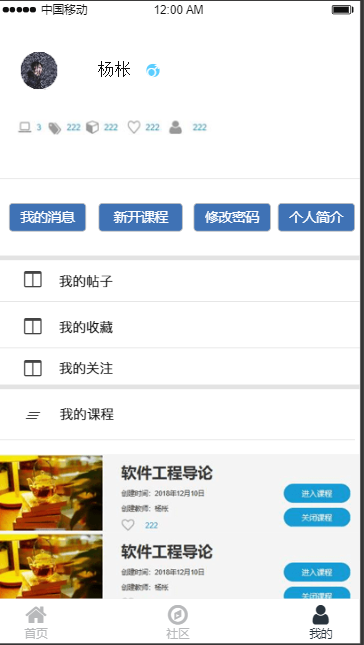 中国移动 12:00 AM
杨枨
3 222 222 222 222
我的消息 新开课程 修改密码 个人简介
我的帖子
我的收藏
我的关注
我的课程
软件工程导论
创建时间：2018年12月10日 进入课程
创建教师：杨枨 关闭课程
222
软件工程导论
创建时间：2018年12月10日 进入课程
创建教师：杨枨 关闭课程
首页 社区 我的